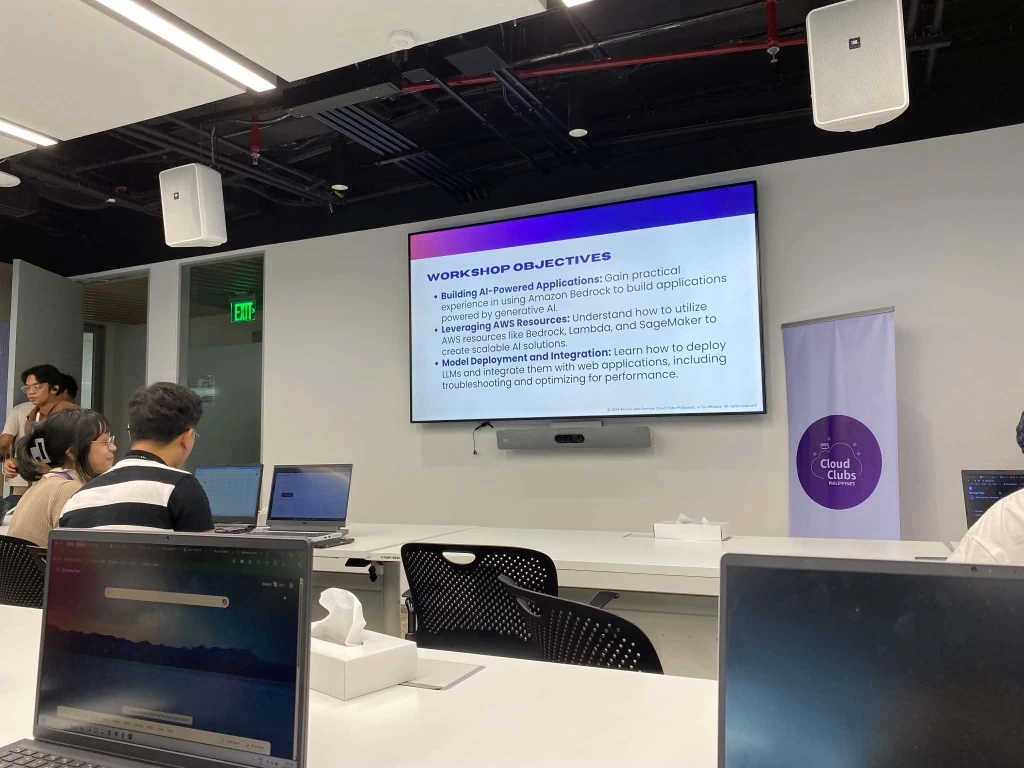 JBL
JBL
EXIT
WORKSHOP OBJECTIVES
• Building AI-Powered Applications: Gain practical
experience in using Amazon Bedrock to build applications
powered by generative AI.
• Leveraging AWS Resources: Understand how to utilize
AWS resources like Bedrock, Lambda, and SageMaker to
create scalable AI solutions.
• Model Deployment and Integration: Learn how to deploy
LLMs and integrate them with web applications, including
troubleshooting and optimizing for performance.
aws
Cloud
Clubs
PHILIPPINES